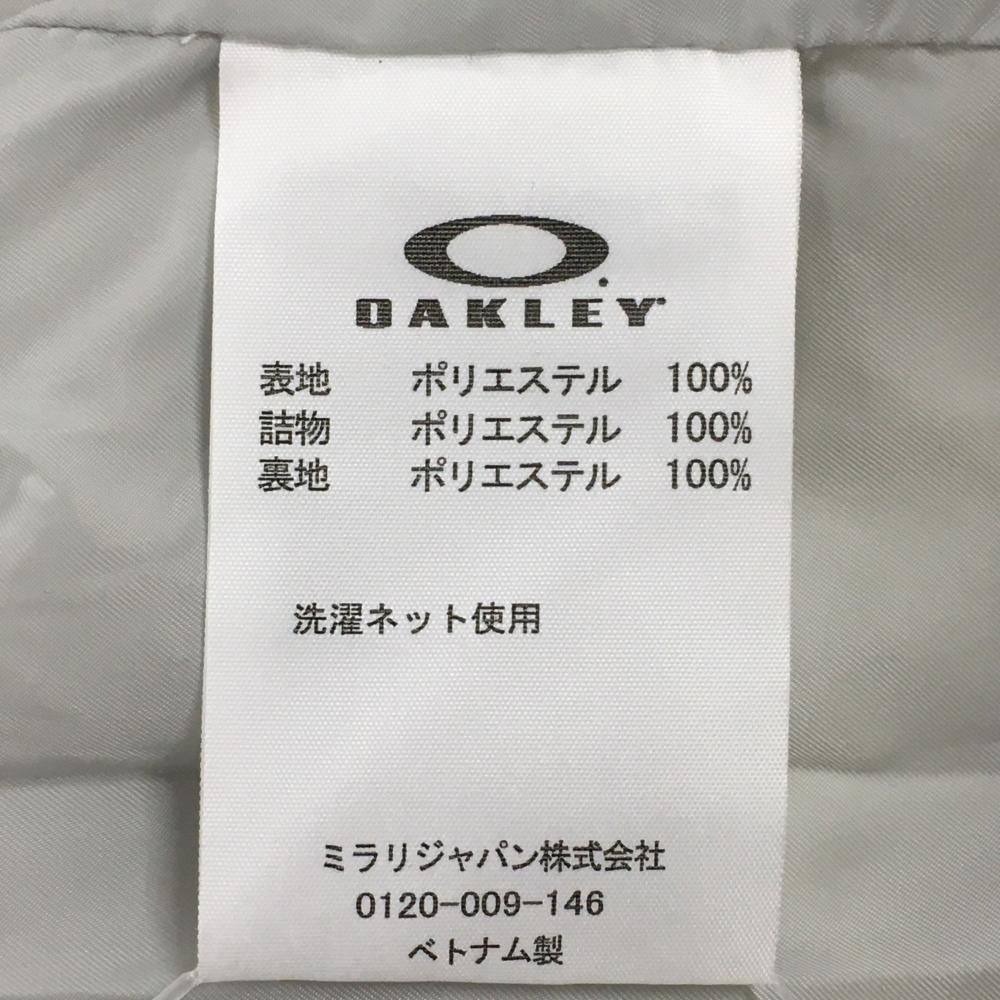 OAKLEY
表地 ポリエステル 100%
詰物 ポリエステル 100%
裏地 ポリエステル 100%
洗濯ネット使用
ミラリジャパン株式会社
0120-009-146
ベトナム製